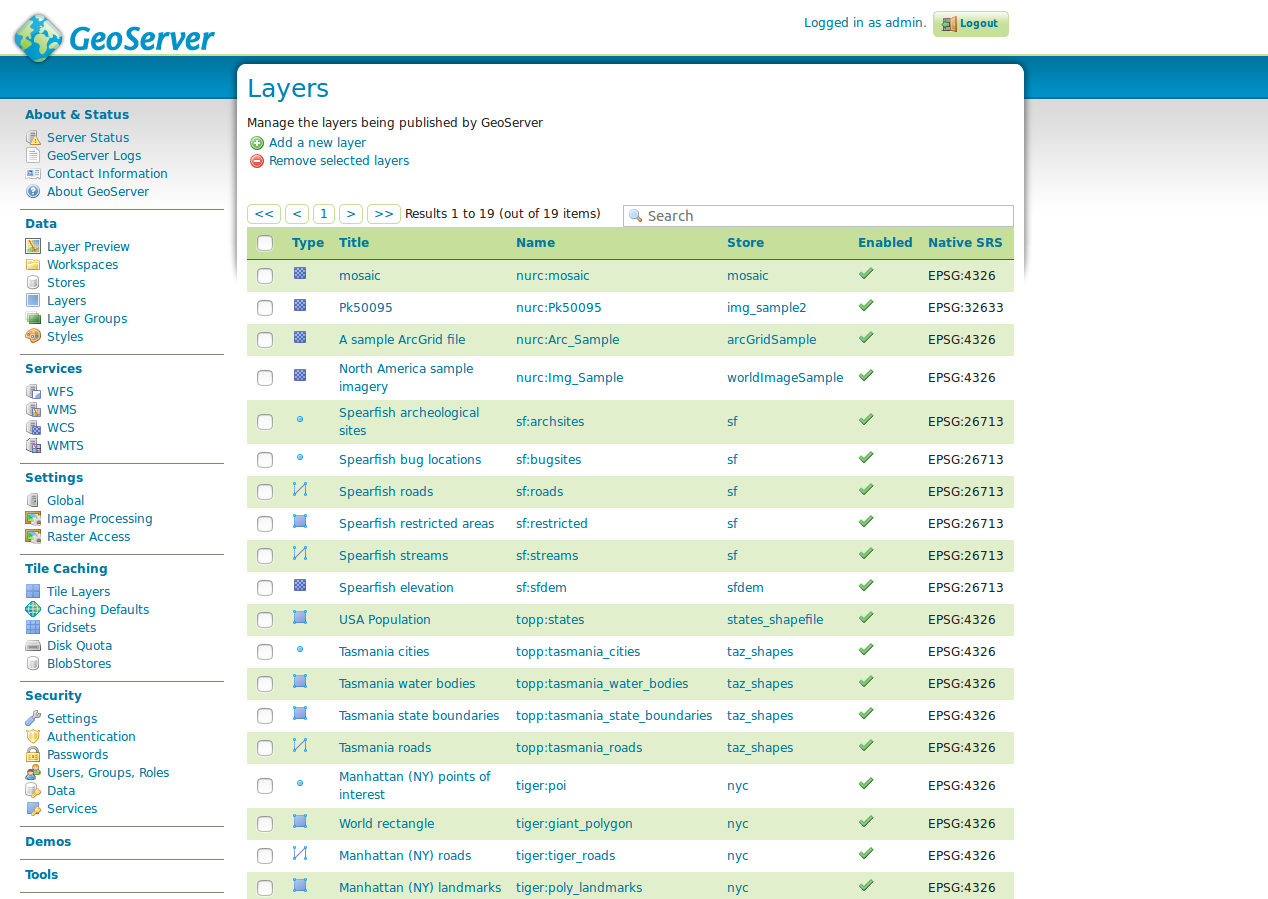 GeoServer
Logged in as admin.
Logout
About & Status
Server Status
GeoServer Logs
Contact Information
About GeoServer
Data
Layer Preview
Workspaces
Stores
Layers
Layer Groups
Styles
Services
WFS
WMS
WCS
WMTS
Settings
Global
Image Processing
Raster Access
Tile Caching
Tile Layers
Caching Defaults
Gridsets
Disk Quota
BlobStores
Security
Settings
Authentication
Passwords
Users, Groups, Roles
Data
Services
Demos
Tools
Layers
Manage the layers being published by GeoServer
Add a new layer
Remove selected layers
<< < 1 > >> Results 1 to 19 (out of 19 items) Search
Type Title Name Store Enabled Native SRS
mosaic nurc:mosaic mosaic EPSG:4326
Pk50095 nurc:Pk50095 img_sample2 EPSG:32633
A sample ArcGrid file nurc:Arc_Sample arcGridSample EPSG:4326
North America sample
imagery nurc:Img_Sample worldImageSample EPSG:4326
Spearfish archeological
sites sf:archsites sf EPSG:26713
Spearfish bug locations sf:bugsites sf EPSG:26713
Spearfish roads sf:roads sf EPSG:26713
Spearfish restricted areas sf:restricted sf EPSG:26713
Spearfish streams sf:streams sf EPSG:26713
Spearfish elevation sf:sfdem sfdem EPSG:26713
USA Population topp:states states_shapefile EPSG:4326
Tasmania cities topp:tasmania_cities taz_shapes EPSG:4326
Tasmania water bodies topp:tasmania_water_bodies taz_shapes EPSG:4326
Tasmania state boundaries topp:tasmania_state_boundaries taz_shapes EPSG:4326
Tasmania roads topp:tasmania_roads taz_shapes EPSG:4326
Manhattan (NY) points of
interest tiger:poi nyc EPSG:4326
World rectangle tiger:giant_polygon nyc EPSG:4326
Manhattan (NY) roads tiger:tiger_roads nyc EPSG:4326
Manhattan (NY) landmarks tiger:poly_landmarks nyc EPSG:4326